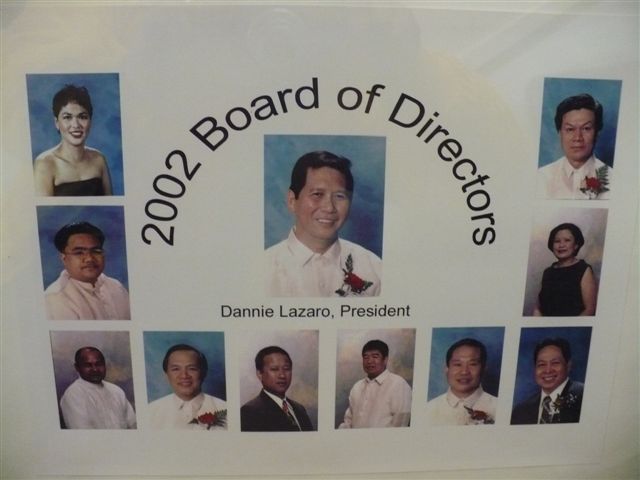 2002 Board of Directors
Dannie Lazaro, President